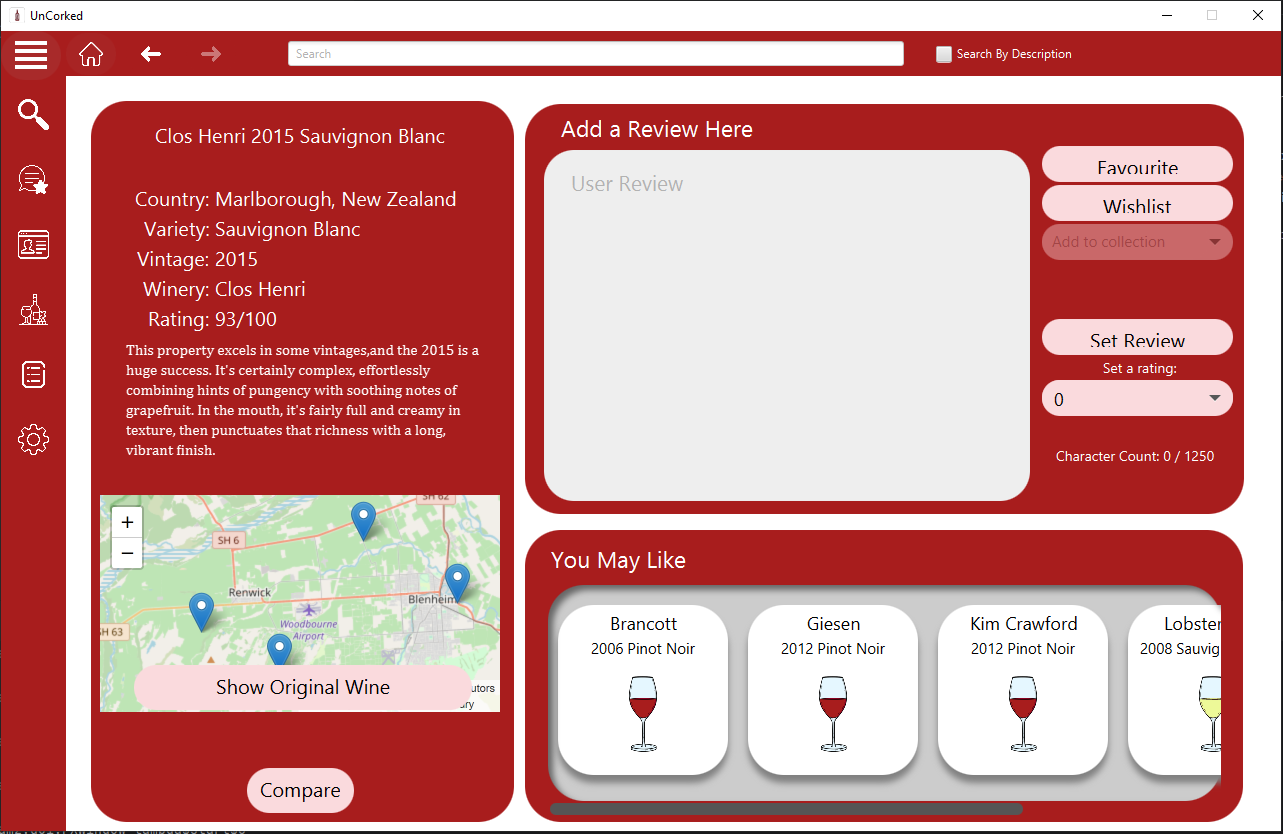 UnCorked
Search
Search By Description
Clos Henri 2015 Sauvignon Blanc
Country: Marlborough, New Zealand
Variety: Sauvignon Blanc
Vintage: 2015
Winery: Clos Henri
Rating: 93/100
This property excels in some vintages,and the 2015 is a
huge success. It's certainly complex, effortlessly
combining hints of pungency with soothing notes of
grapefruit. In the mouth, it's fairly full and creamy in
texture, then punctuates that richness with a long,
vibrant finish.
+
−
SH 62
SH 6
Renwick
Blenheim
Woodbourne
Airport
SH 63
Show Original Wine
utors
ry
Compare
Add a Review Here
User Review
Favourite
Wishlist
Add to collection
Set Review
Set a rating:
0
Character Count: 0 / 1250
You May Like
Brancott
2006 Pinot Noir
Giesen
2012 Pinot Noir
Kim Crawford
2012 Pinot Noir
Lobster
2008 Sauvig